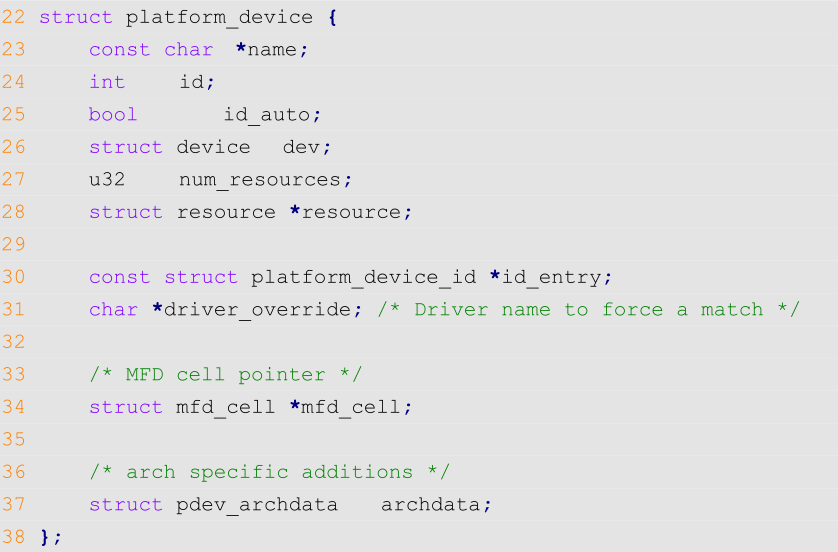 22 struct platform_device {
23     const char  *name;
24     int     id;
25     bool        id_auto;
26     struct device   dev;
27     u32     num_resources;
28     struct resource *resource;
29
30     const struct platform_device_id *id_entry;
31     char *driver_override; /* Driver name to force a match */
32
33     /* MFD cell pointer */
34     struct mfd_cell *mfd_cell;
35
36     /* arch specific additions */
37     struct pdev_archdata    archdata;
38 };